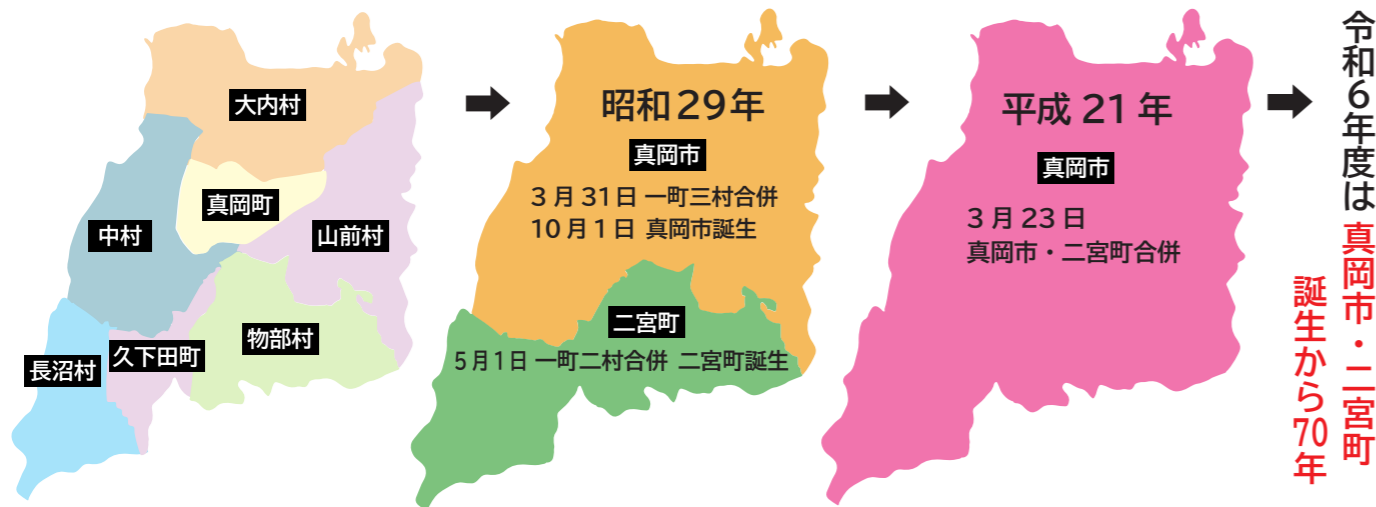 大内村
真岡町
中村
山前村
物部村
久下田町
長沼村
昭和29年
真岡市
3月31日 一町三村合併
10月1日 真岡市誕生
二宮町
5月1日 一町二村合併 二宮町誕生
平成21年
真岡市
3月23日
真岡市・二宮町合併
令和6年度は 真岡市・二宮町
誕生から70年